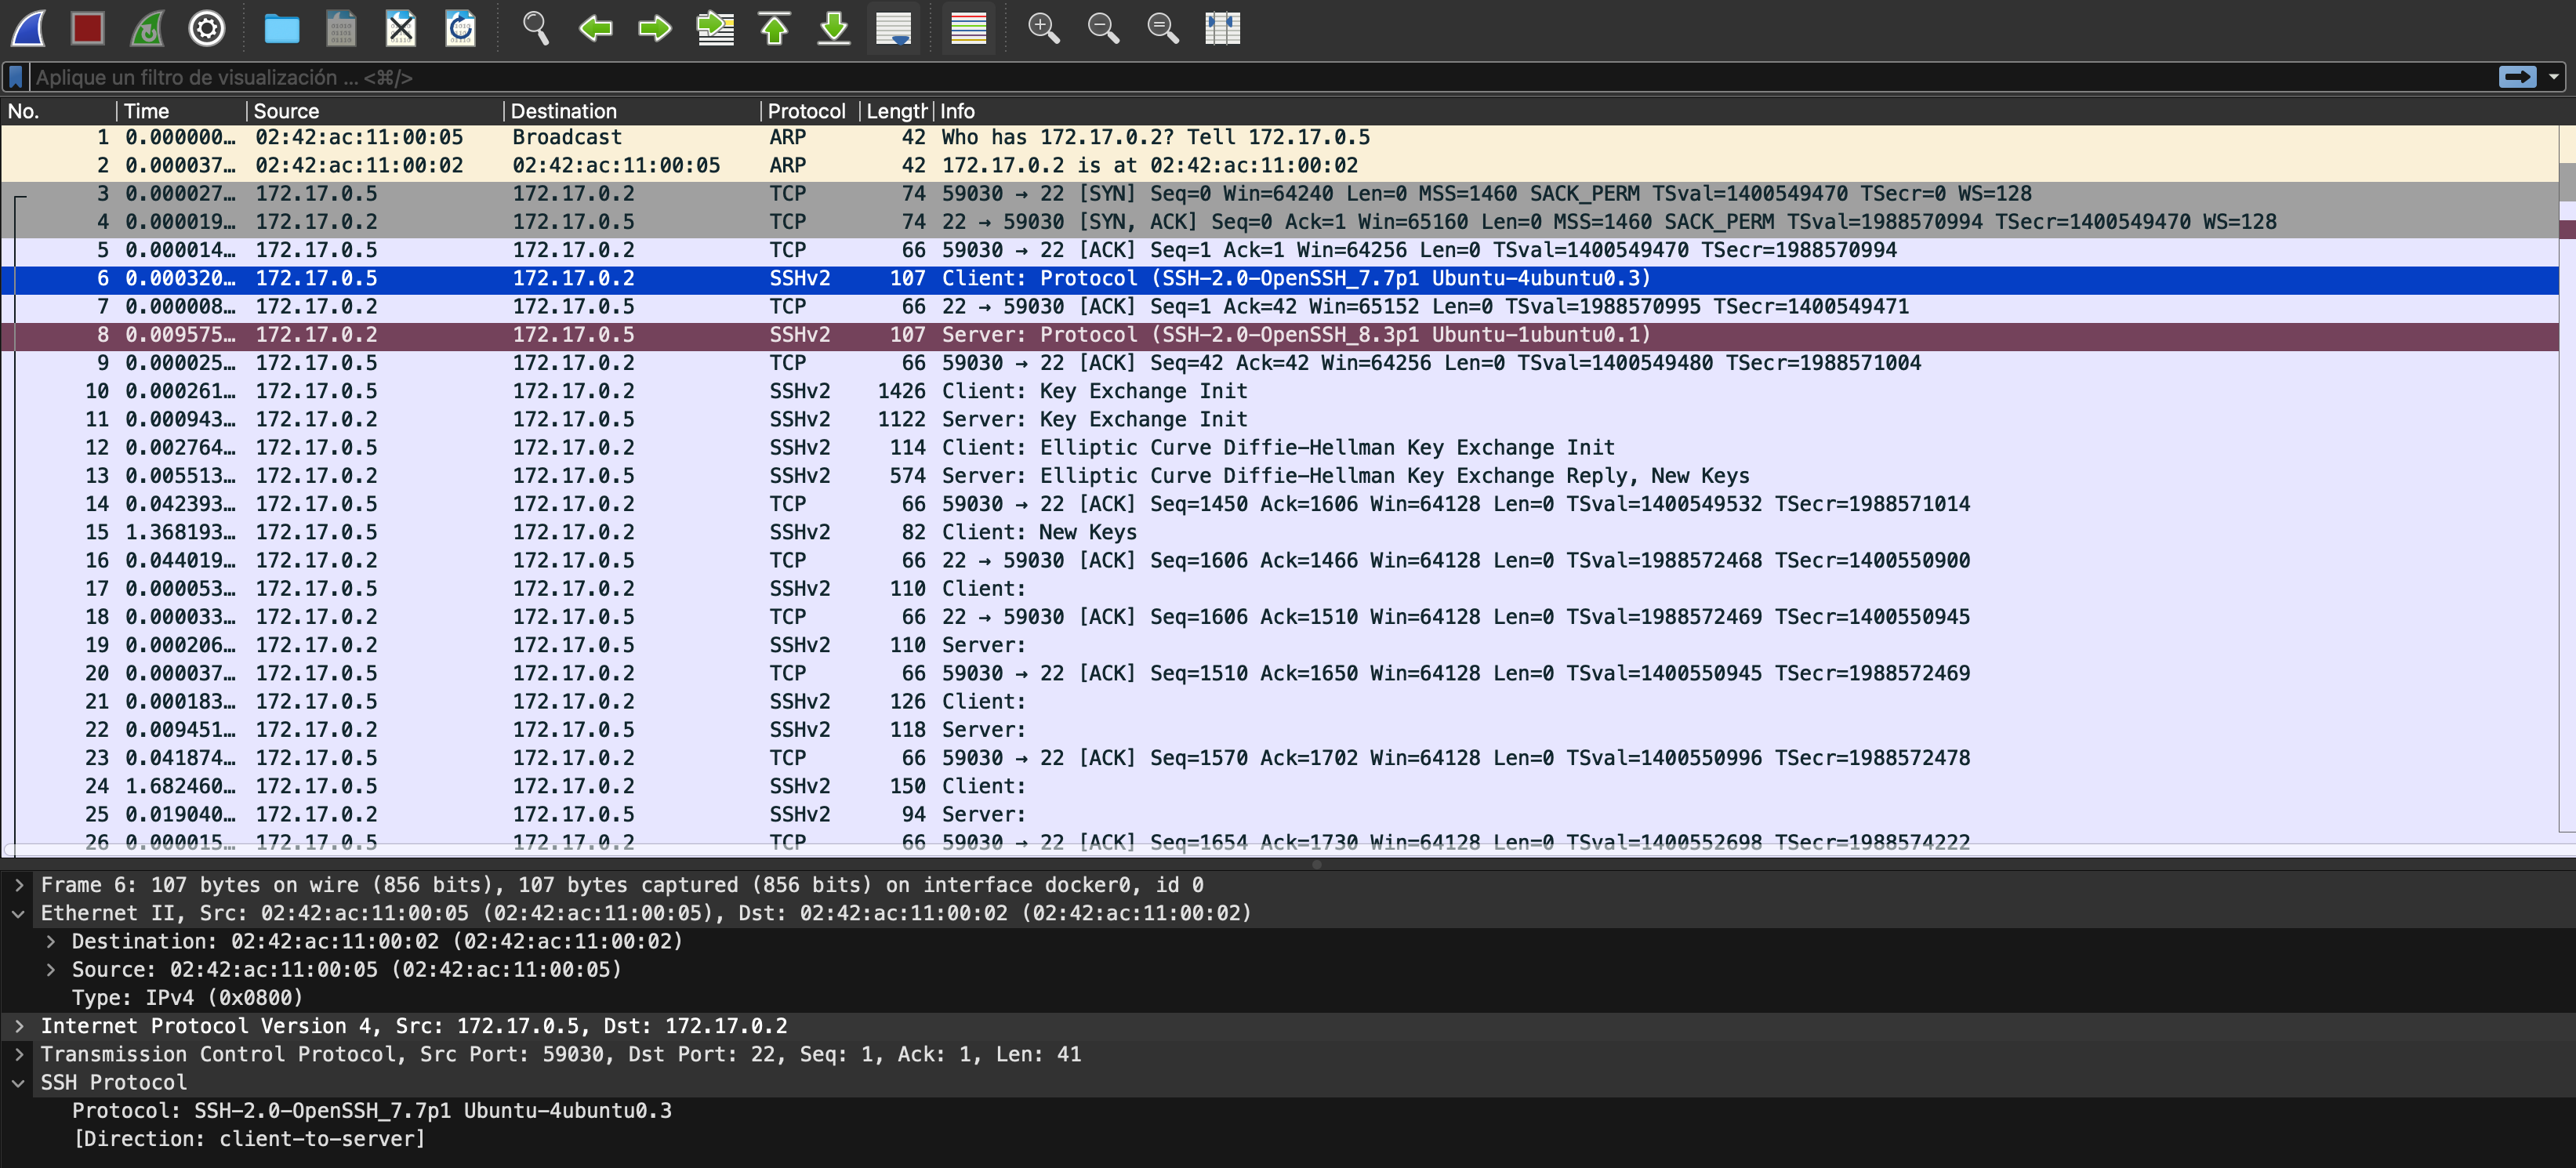 Aplique un filtro de visualización ... <⌘/>
No. Time Source Destination Protocol Length Info
1 0.000000… 02:42:ac:11:00:05 Broadcast ARP 42 Who has 172.17.0.2? Tell 172.17.0.5
2 0.000037… 02:42:ac:11:00:02 02:42:ac:11:00:05 ARP 42 172.17.0.2 is at 02:42:ac:11:00:02
3 0.000027… 172.17.0.5 172.17.0.2 TCP 74 59030 → 22 [SYN] Seq=0 Win=64240 Len=0 MSS=1460 SACK_PERM TSval=1400549470 TSecr=0 WS=128
4 0.000019… 172.17.0.2 172.17.0.5 TCP 74 22 → 59030 [SYN, ACK] Seq=0 Ack=1 Win=65160 Len=0 MSS=1460 SACK_PERM TSval=1988570994 TSecr=1400549470 WS=128
5 0.000014… 172.17.0.5 172.17.0.2 TCP 66 59030 → 22 [ACK] Seq=1 Ack=1 Win=64256 Len=0 TSval=1400549470 TSecr=1988570994
6 0.000320… 172.17.0.5 172.17.0.2 SSHv2 107 Client: Protocol (SSH-2.0-OpenSSH_7.7p1 Ubuntu-4ubuntu0.3)
7 0.000008… 172.17.0.2 172.17.0.5 TCP 66 22 → 59030 [ACK] Seq=1 Ack=42 Win=65152 Len=0 TSval=1988570995 TSecr=1400549471
8 0.009575… 172.17.0.2 172.17.0.5 SSHv2 107 Server: Protocol (SSH-2.0-OpenSSH_8.3p1 Ubuntu-1ubuntu0.1)
9 0.000025… 172.17.0.5 172.17.0.2 TCP 66 59030 → 22 [ACK] Seq=42 Ack=42 Win=64256 Len=0 TSval=1400549480 TSecr=1988571004
10 0.000261… 172.17.0.5 172.17.0.2 SSHv2 1426 Client: Key Exchange Init
11 0.000943… 172.17.0.2 172.17.0.5 SSHv2 1122 Server: Key Exchange Init
12 0.002764… 172.17.0.5 172.17.0.2 SSHv2 114 Client: Elliptic Curve Diffie-Hellman Key Exchange Init
13 0.005513… 172.17.0.2 172.17.0.5 SSHv2 574 Server: Elliptic Curve Diffie-Hellman Key Exchange Reply, New Keys
14 0.042393… 172.17.0.5 172.17.0.2 TCP 66 59030 → 22 [ACK] Seq=1450 Ack=1606 Win=64128 Len=0 TSval=1400549532 TSecr=1988571014
15 1.368193… 172.17.0.5 172.17.0.2 SSHv2 82 Client: New Keys
16 0.044019… 172.17.0.2 172.17.0.5 TCP 66 22 → 59030 [ACK] Seq=1606 Ack=1466 Win=64128 Len=0 TSval=1988572468 TSecr=1400550900
17 0.000053… 172.17.0.5 172.17.0.2 SSHv2 110 Client:
18 0.000033… 172.17.0.2 172.17.0.5 TCP 66 22 → 59030 [ACK] Seq=1606 Ack=1510 Win=64128 Len=0 TSval=1988572469 TSecr=1400550945
19 0.000206… 172.17.0.2 172.17.0.5 SSHv2 110 Server:
20 0.000037… 172.17.0.5 172.17.0.2 TCP 66 59030 → 22 [ACK] Seq=1510 Ack=1650 Win=64128 Len=0 TSval=1400550945 TSecr=1988572469
21 0.000183… 172.17.0.5 172.17.0.2 SSHv2 126 Client:
22 0.009451… 172.17.0.2 172.17.0.5 SSHv2 118 Server:
23 0.041874… 172.17.0.5 172.17.0.2 TCP 66 59030 → 22 [ACK] Seq=1570 Ack=1702 Win=64128 Len=0 TSval=1400550996 TSecr=1988572478
24 1.682460… 172.17.0.5 172.17.0.2 SSHv2 150 Client:
25 0.019040… 172.17.0.2 172.17.0.5 SSHv2 94 Server:
26 0.000015… 172.17.0.5 172.17.0.2 TCP 66 59030 → 22 [ACK] Seq=1654 Ack=1730 Win=64128 Len=0 TSval=1400552698 TSecr=1988574222
Frame 6: 107 bytes on wire (856 bits), 107 bytes captured (856 bits) on interface docker0, id 0
Ethernet II, Src: 02:42:ac:11:00:05 (02:42:ac:11:00:05), Dst: 02:42:ac:11:00:02 (02:42:ac:11:00:02)
Destination: 02:42:ac:11:00:02 (02:42:ac:11:00:02)
Source: 02:42:ac:11:00:05 (02:42:ac:11:00:05)
Type: IPv4 (0x0800)
Internet Protocol Version 4, Src: 172.17.0.5, Dst: 172.17.0.2
Transmission Control Protocol, Src Port: 59030, Dst Port: 22, Seq: 1, Ack: 1, Len: 41
SSH Protocol
Protocol: SSH-2.0-OpenSSH_7.7p1 Ubuntu-4ubuntu0.3
[Direction: client-to-server]